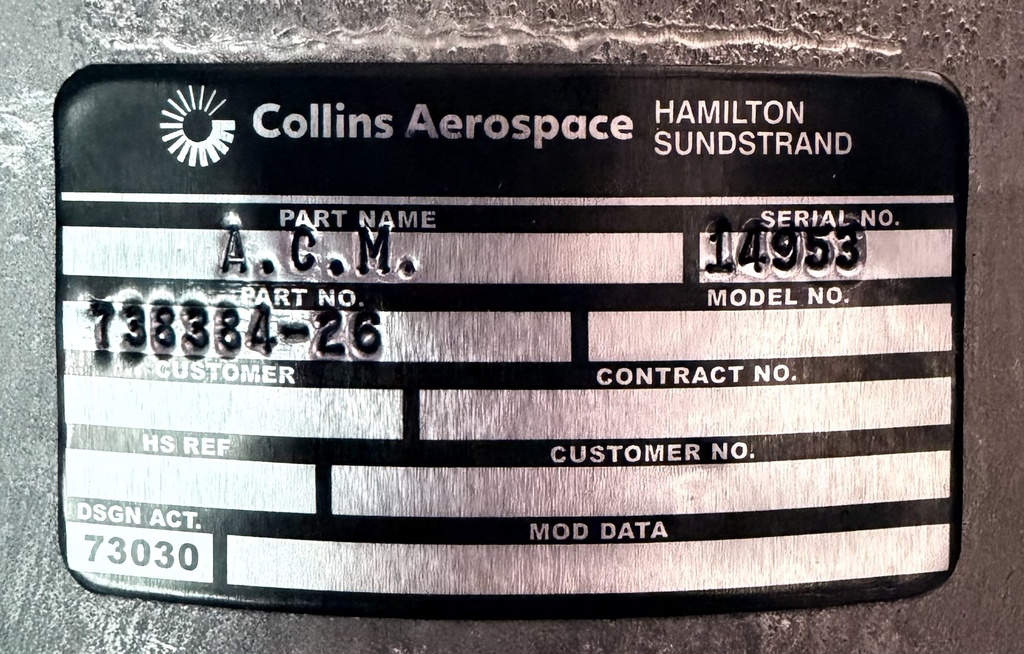 Collins Aerospace HAMILTON SUNDSTRAND
PART NAME SERIAL NO.
A.C.M. 14953
PART NO. MODEL NO.
738384-26
CUSTOMER CONTRACT NO.
HS REF CUSTOMER NO.
DSGN ACT. MOD DATA
73030